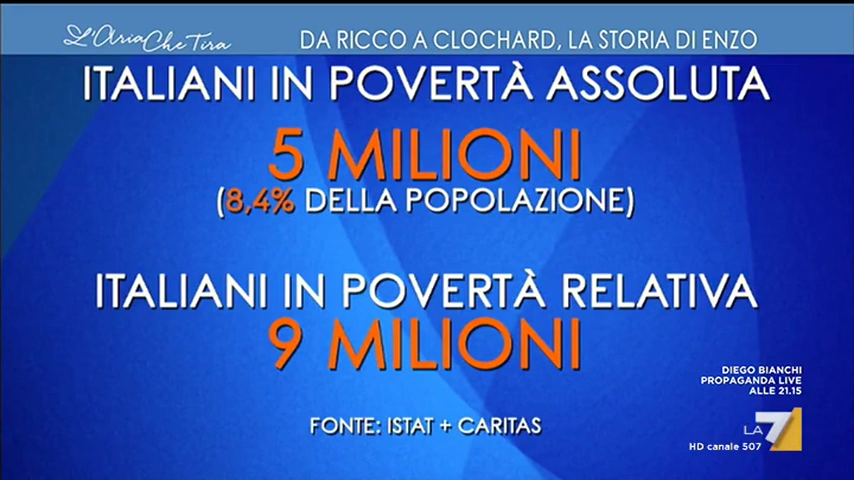 L'Aria Che Tira
DA RICCO A CLOCHARD, LA STORIA DI ENZO
ITALIANI IN POVERTÀ ASSOLUTA
5 MILIONI
(8,4% DELLA POPOLAZIONE)
ITALIANI IN POVERTÀ RELATIVA
9 MILIONI
FONTE: ISTAT + CARITAS
DIEGO BIANCHI
PROPAGANDA LIVE
ALLE 21.15
LA 7
HD canale 507